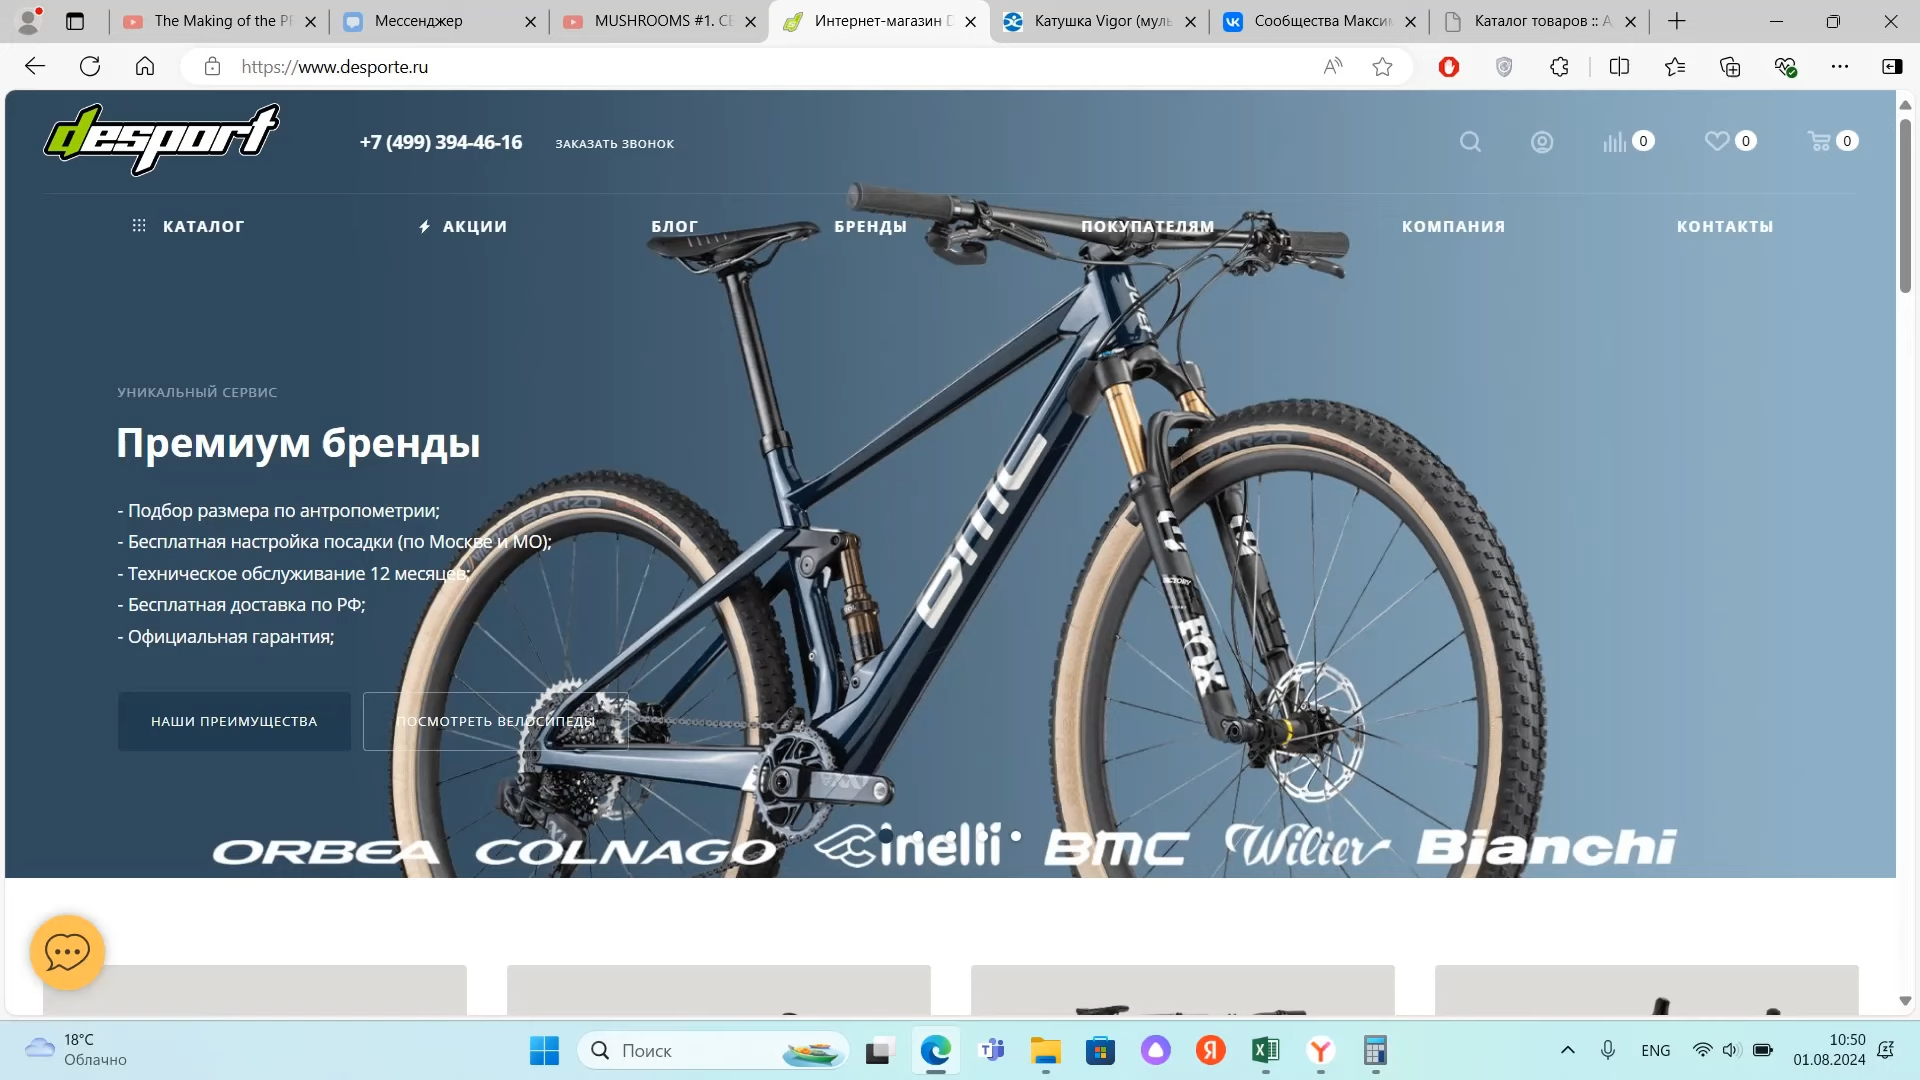 The Making of the P
Мессенджер
MUSHROOMS #1.
Интернет-магазин D
Катушка Vigor (муль
Сообщества Макси
Каталог товаров ::
https://www.desporte.ru
desport
+7 (499) 394-46-16
ЗАКАЗАТЬ ЗВОНОК
0
0
0
КАТАЛОГ
АКЦИИ
БЛОГ
БРЕНДЫ
ПОКУПАТЕЛЯМ
КОМПАНИЯ
КОНТАКТЫ
УНИКАЛЬНЫЙ СЕРВИС
Премиум бренды
- Подбор размера по антропометрии;
- Бесплатная настройка посадки (по Москве и МО);
- Техническое обслуживание 12 месяцев;
- Бесплатная доставка по РФ;
- Официальная гарантия;
BARZO
BARZO
BMC
FOX
НАШИ ПРЕИМУЩЕСТВА
ПОСМОТРЕТЬ ВЕЛОСИПЕДЫ
ORBEA COLNAGO Cinelli BMC Wilier Bianchi
18°C
Облачно
Поиск
ENG
10:50
01.08.2024